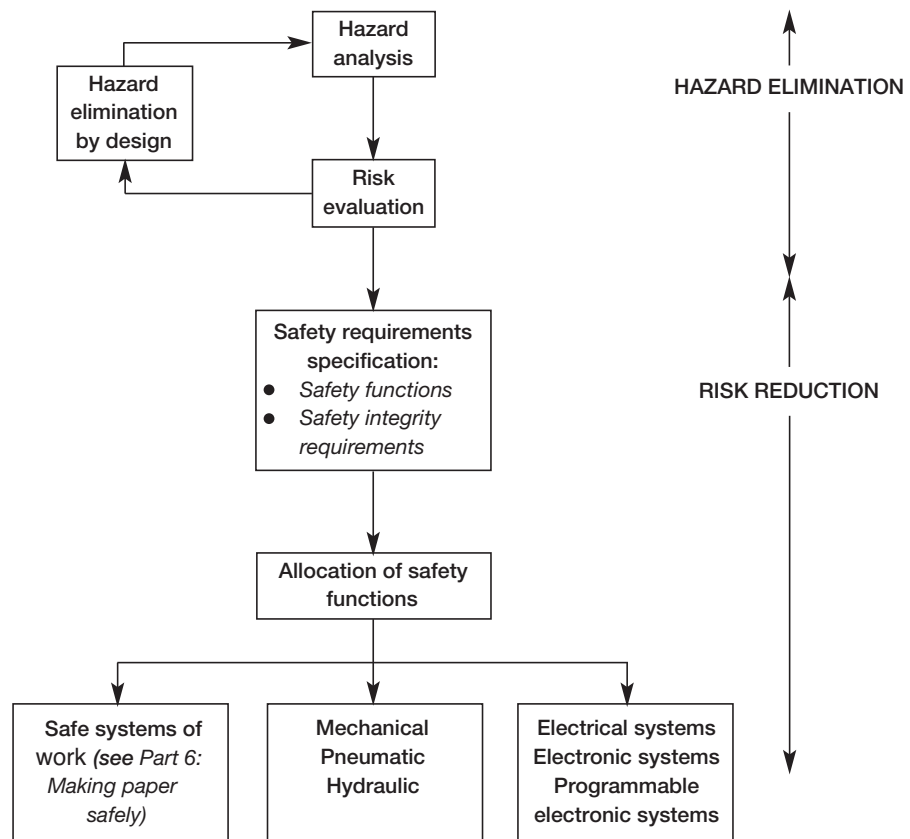 Hazard
analysis
Hazard
elimination
by design
HAZARD ELIMINATION
Risk
evaluation
Safety requirements
specification:
● Safety functions
● Safety integrity
requirements
RISK REDUCTION
Allocation of safety
functions
Safe systems of
work (see Part 6:
Making paper
safely)
Mechanical
Pneumatic
Hydraulic
Electrical systems
Electronic systems
Programmable
electronic systems